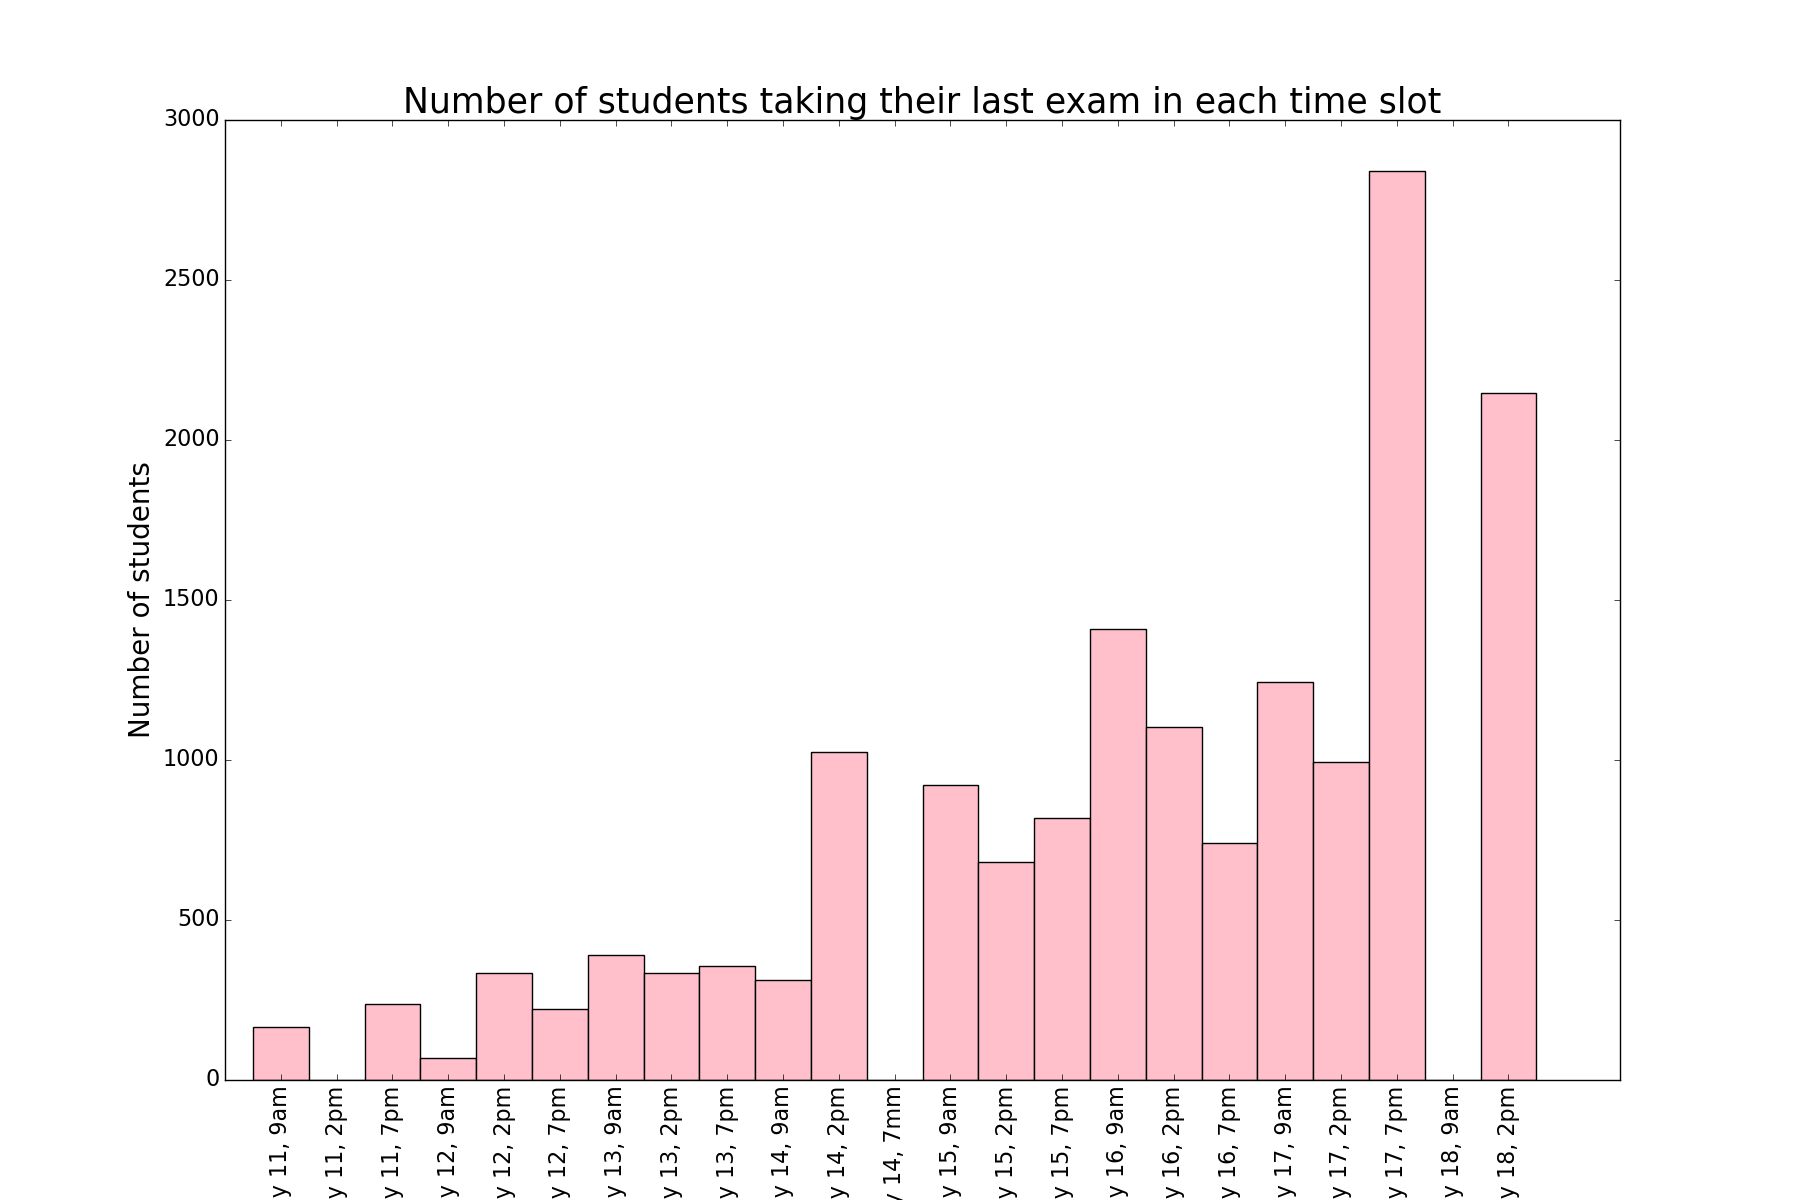 Number of students taking their last exam in each time slot
3000
2500
2000
1500
1000
500
0
Number of students
y 11, 9am
y 11, 2pm
y 11, 7pm
y 12, 9am
y 12, 2pm
y 12, 7pm
y 13, 9am
y 13, 2pm
y 13, 7pm
y 14, 9am
y 14, 2pm
y 14, 7mm
y 15, 9am
y 15, 2pm
y 15, 7pm
y 16, 9am
y 16, 2pm
y 16, 7pm
y 17, 9am
y 17, 2pm
y 17, 7pm
y 18, 9am
y 18, 2pm